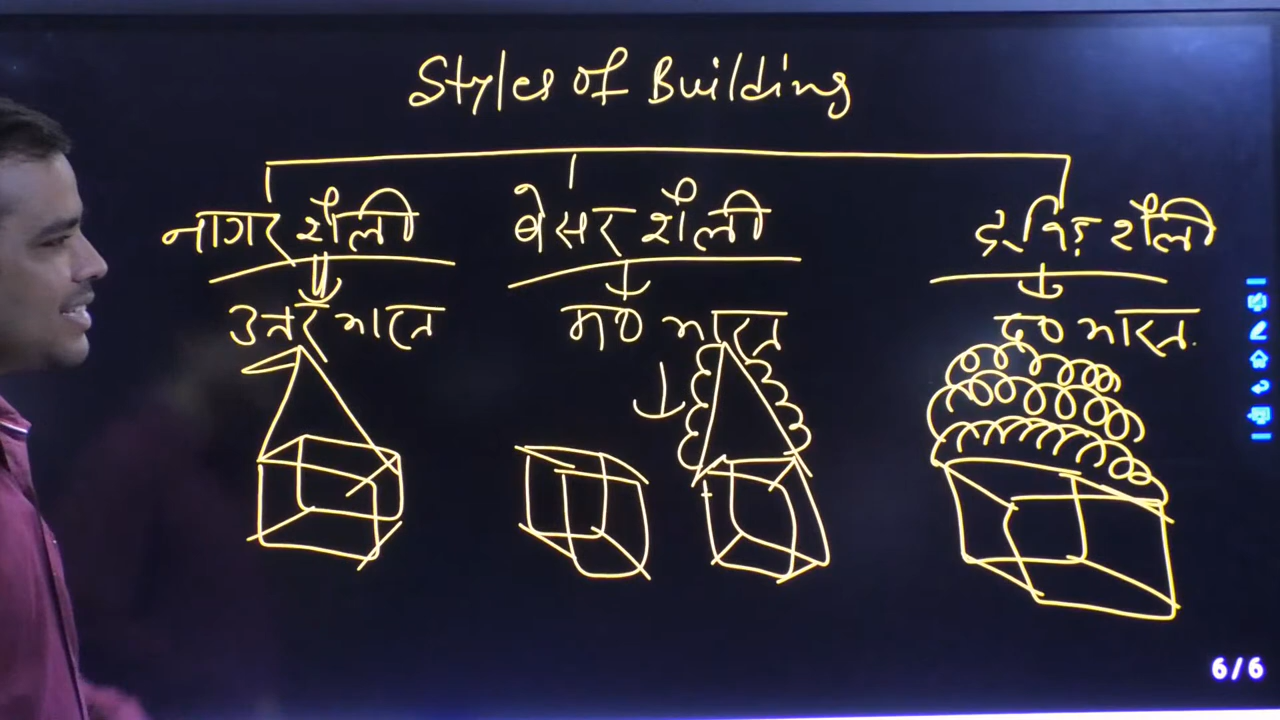 Styles of Building
नागर शैली
बेसर शैली
द्रविड़ शैली
उत्तर भारत
म० भारत
द० भारत.
6/6